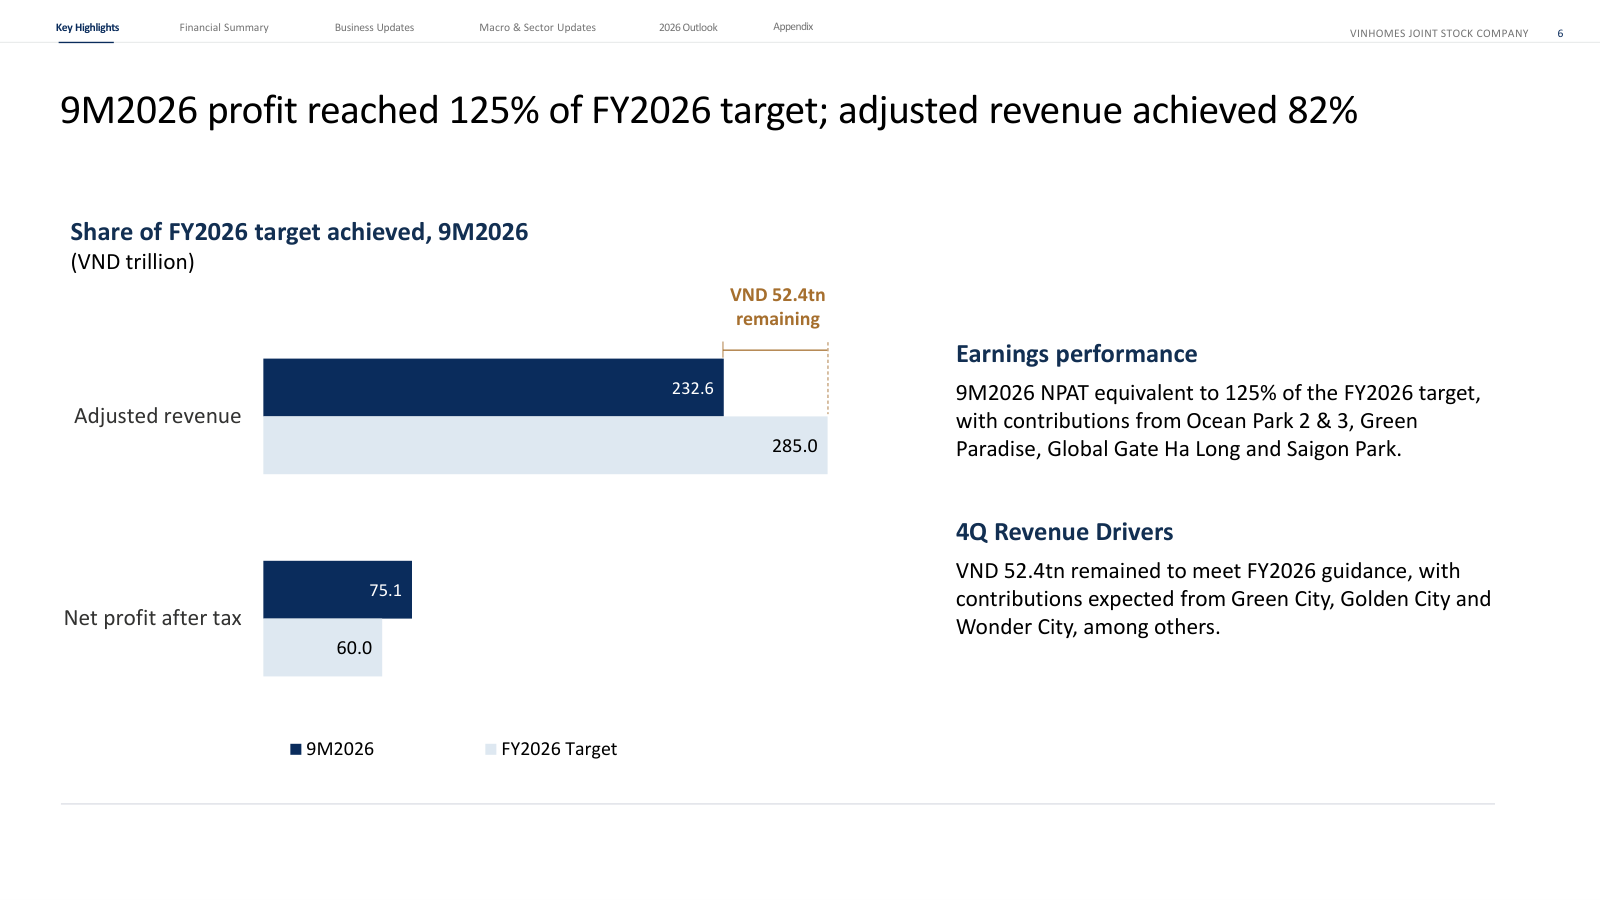 Key Highlights
Financial Summary
Business Updates
Macro & Sector Updates
2026 Outlook
Appendix
VINHOMES JOINT STOCK COMPANY 6
9M2026 profit reached 125% of FY2026 target; adjusted revenue achieved 82%
Share of FY2026 target achieved, 9M2026
(VND trillion)
VND 52.4tn
remaining
Adjusted revenue
232.6
285.0
Net profit after tax
75.1
60.0
9M2026
FY2026 Target
Earnings performance
9M2026 NPAT equivalent to 125% of the FY2026 target,
with contributions from Ocean Park 2 & 3, Green
Paradise, Global Gate Ha Long and Saigon Park.
4Q Revenue Drivers
VND 52.4tn remained to meet FY2026 guidance, with
contributions expected from Green City, Golden City and
Wonder City, among others.